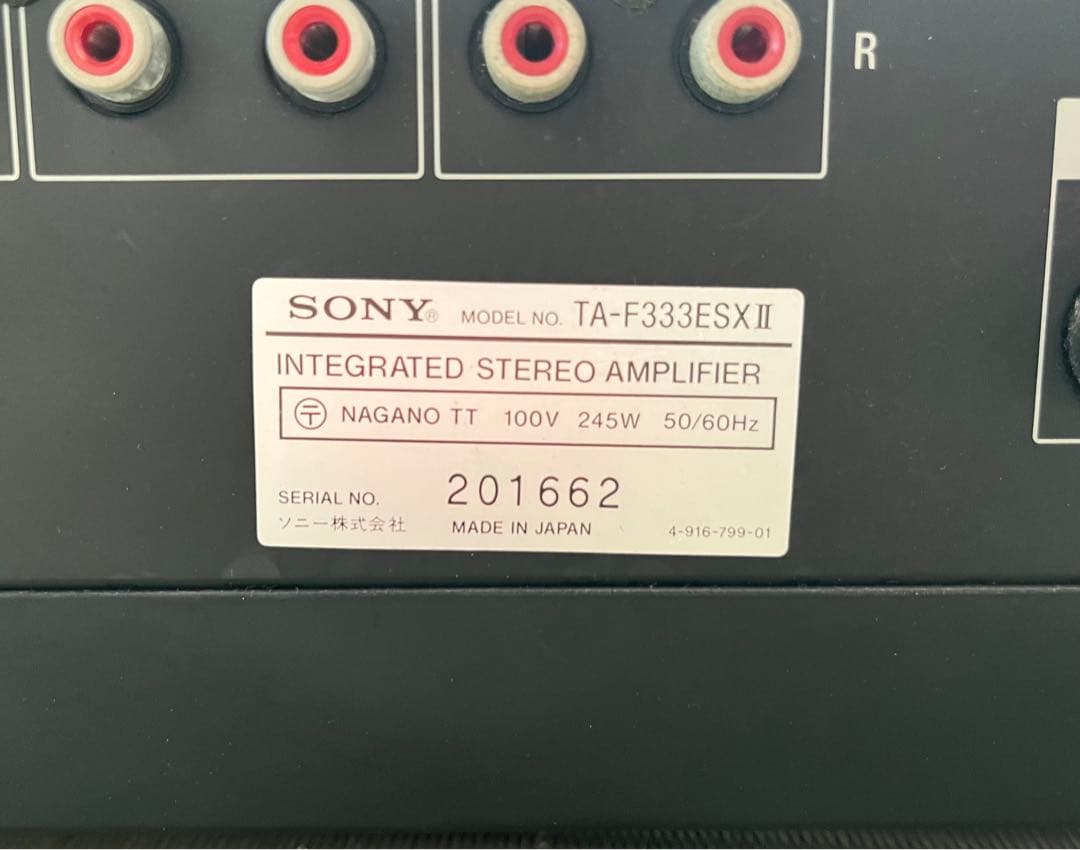 R
SONY® MODEL NO. TA-F333ESXII
INTEGRATED STEREO AMPLIFIER
〒 NAGANO TT 100V 245W 50/60Hz
SERIAL NO. 201662
ソニー株式会社 MADE IN JAPAN 4-916-799-01